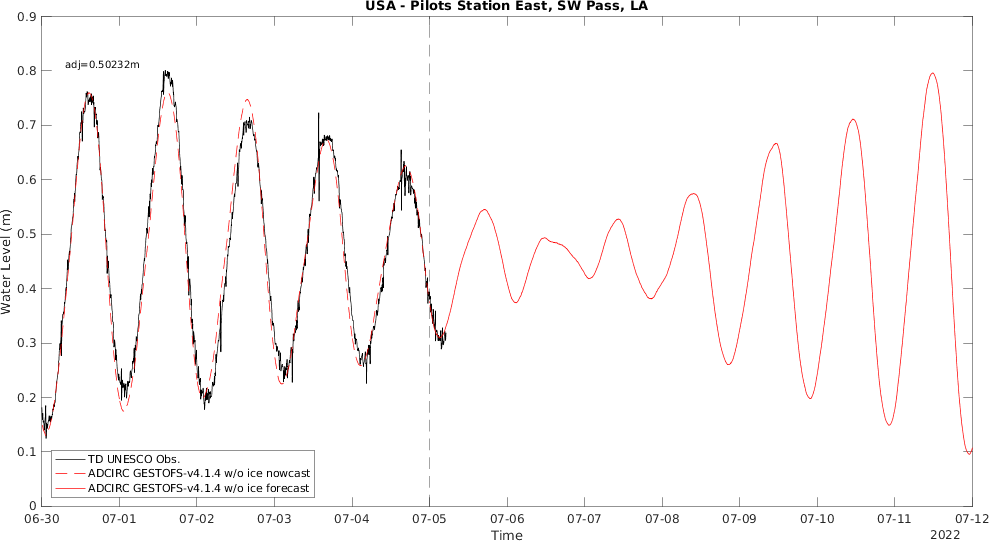 USA - Pilots Station East, SW Pass, LA
0.9
0.8
0.7
0.6
0.5
0.4
0.3
0.2
0.1
0
adj=0.50232m
Water Level (m)
TD UNESCO Obs.
ADCIRC GESTOFS-v4.1.4 w/o ice nowcast
ADCIRC GESTOFS-v4.1.4 w/o ice forecast
06-30 07-01 07-02 07-03 07-04 07-05 07-06 07-07 07-08 07-09 07-10 07-11 07-12
Time
2022